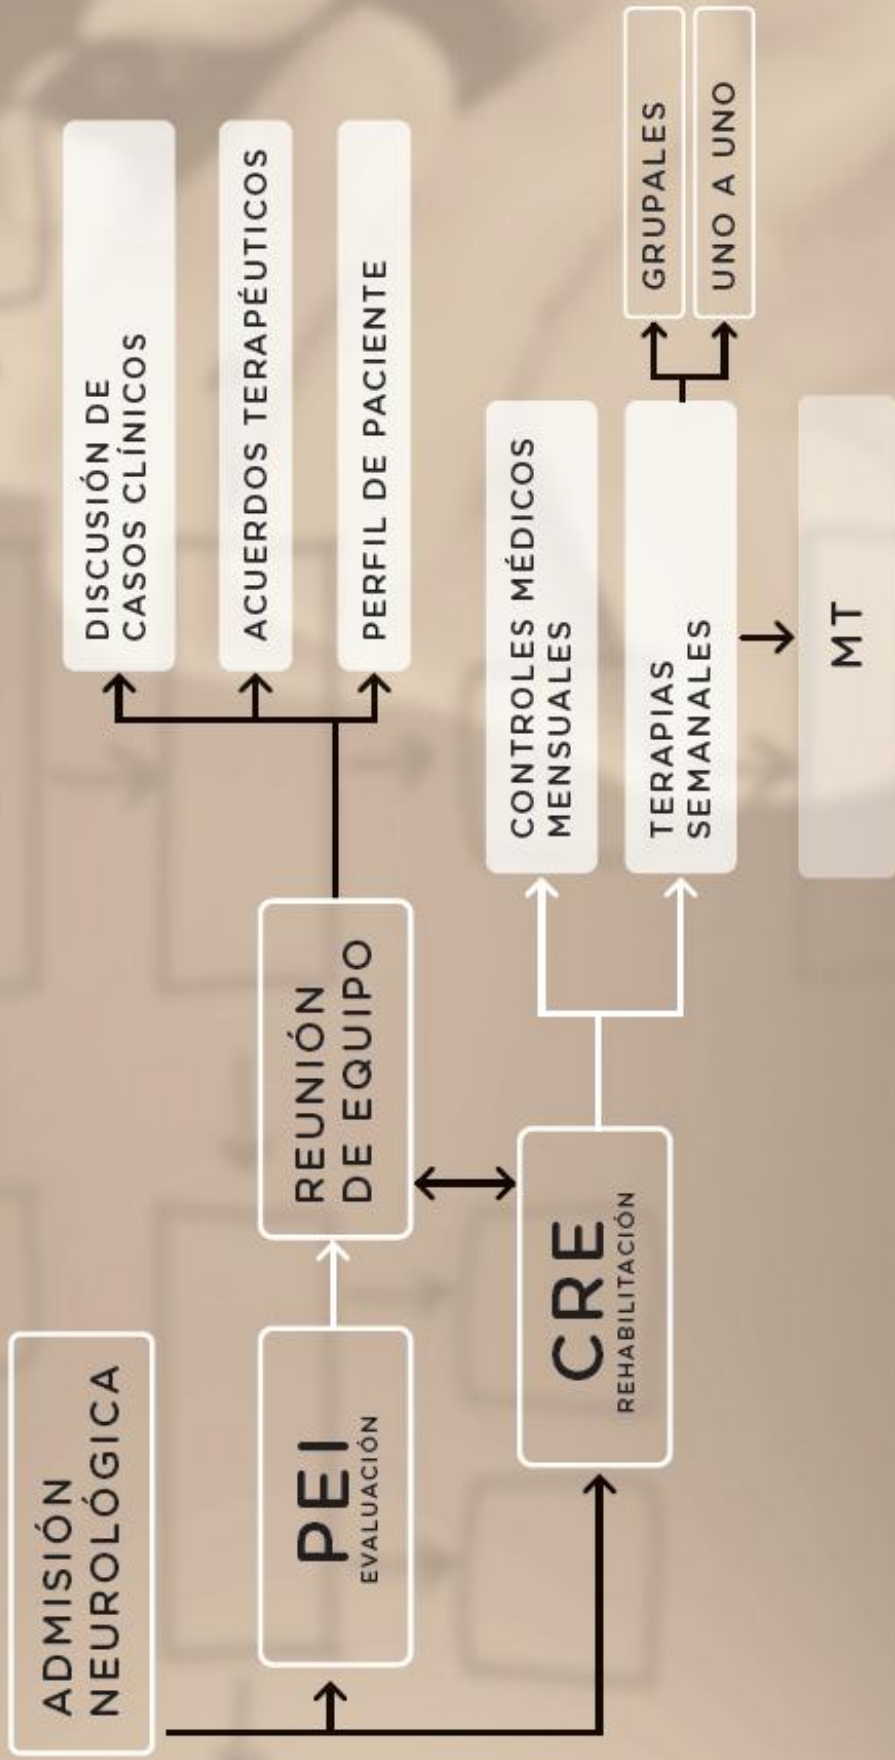 ADMISIÓN
NEUROLÓGICA
PEI
EVALUACIÓN
REUNIÓN
DE EQUIPO
DISCUSIÓN DE
CASOS CLÍNICOS
ACUERDOS TERAPÉUTICOS
PERFIL DE PACIENTE
CRE
REHABILITACIÓN
CONTROLES MÉDICOS
MENSUALES
TERAPIAS
SEMANALES
GRUPALES
UNO A UNO
MT